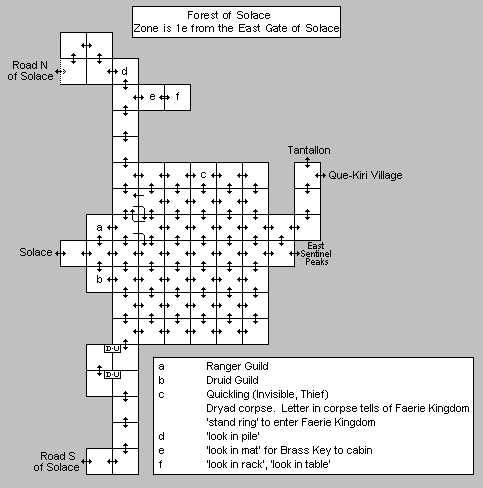 Forest of Solace
Zone is 1e from the East Gate of Solace
Road N
of Solace
d
e
f
Tantallon
c
Que-Kiri Village
a
Solace
East
Sentinel
Peaks
b
D-U
D-U
a Ranger Guild
b Druid Guild
c Quickling (Invisible, Thief)
Dryad corpse. Letter in corpse tells of Faerie Kingdom
'stand ring' to enter Faerie Kingdom
d 'look in pile'
e 'look in mat' for Brass Key to cabin
f 'look in rack', 'look in table'
Road S
of Solace